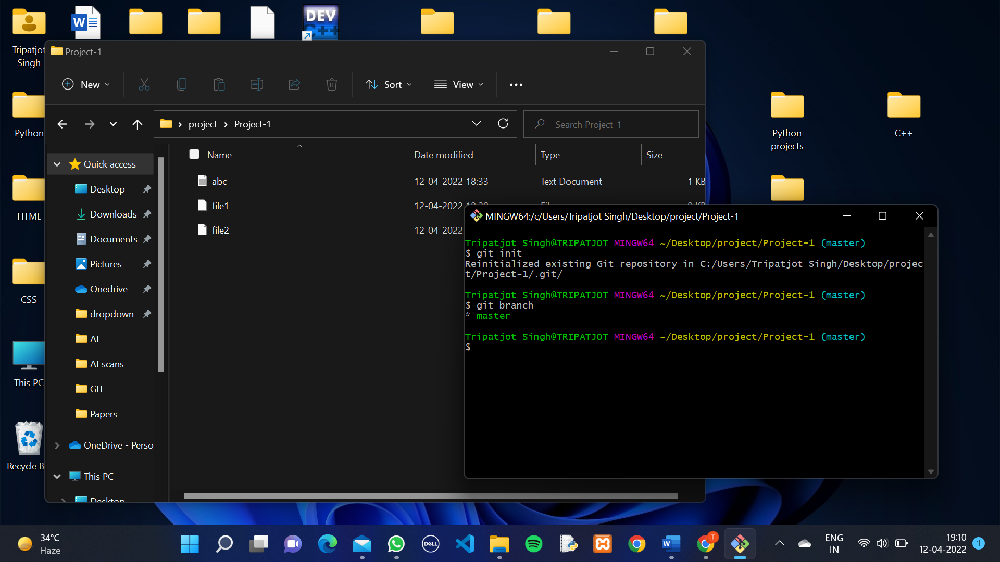 DEV
C++
Tripatjot
Singh
Python
HTML
CSS
This PC
Recycle Bi
Python
projects
C++
Project-1
New
Sort
View
project
Project-1
Search Project-1
Name
Date modified
Type
Size
abc
12-04-2022 18:33
Text Document
1 KB
file1
12-04-2022
file2
12-04-2022
Quick access
Desktop
Downloads
Documents
Pictures
Onedrive
dropdown
AI
AI scans
GIT
Papers
OneDrive - Perso
This PC
Desktop
MINGW64:/c/Users/Tripatjot Singh/Desktop/project/Project-1
Tripatjot Singh@TRIPATJOT MINGW64 ~/Desktop/project/Project-1 (master)
$ git init
Reinitialized existing Git repository in C:/Users/Tripatjot Singh/Desktop/projec
t/Project-1/.git/
Tripatjot Singh@TRIPATJOT MINGW64 ~/Desktop/project/Project-1 (master)
$ git branch
* master
Tripatjot Singh@TRIPATJOT MINGW64 ~/Desktop/project/Project-1 (master)
$
34°C
Haze
DELL
W
T
ENG
IN
19:10
12-04-2022
1